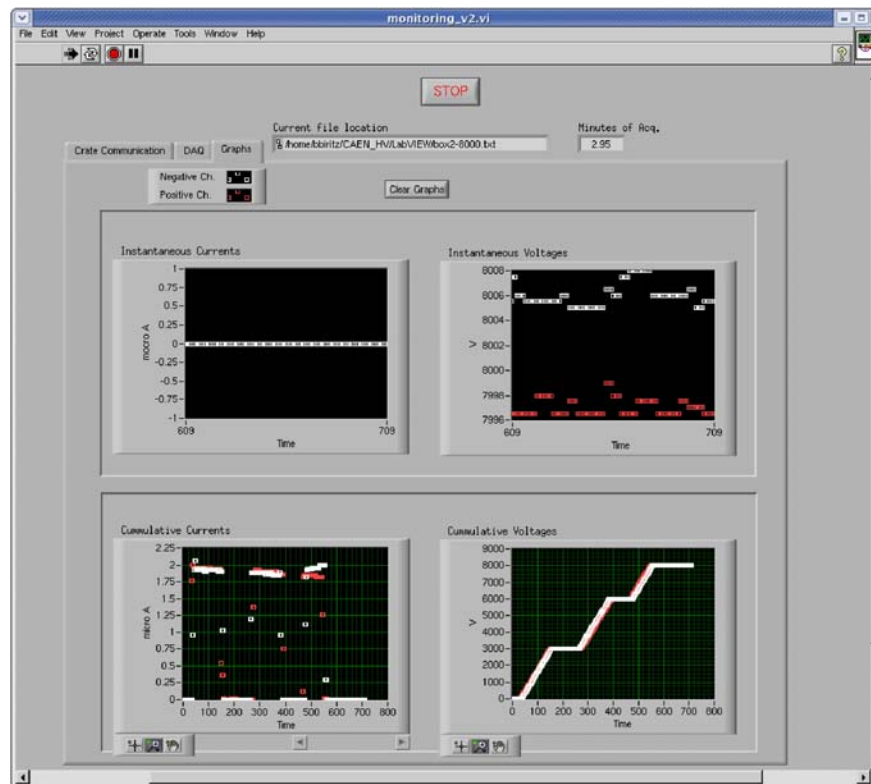 monitoring_v2.vi
File Edit View Project Operate Tools Window Help
STOP
Current file location
/home/bbiritz/CAEN_HV/LabVIEW/box2-8000.txt
Minutes of Acq.
2.95
Crate Communication DAQ Graphs
Negative Ch.
Positive Ch.
Clear Graphs
Instantaneous Currents
1
0.75
0.5
0.25
0
-0.25
-0.5
-0.75
-1
mocro A
609 709
Time
Instantaneous Voltages
8008
8006
8004
8002
8000
7998
7996
V
609 709
Time
Cummulative Currents
2.25
2
1.75
1.5
1.25
1
0.75
0.5
0.25
0
micro A
0 100 200 300 400 500 600 700 800
Time
Cummulative Voltages
9000
8000
7000
6000
5000
4000
3000
2000
1000
0
V
0 100 200 300 400 500 600 700 800
Time